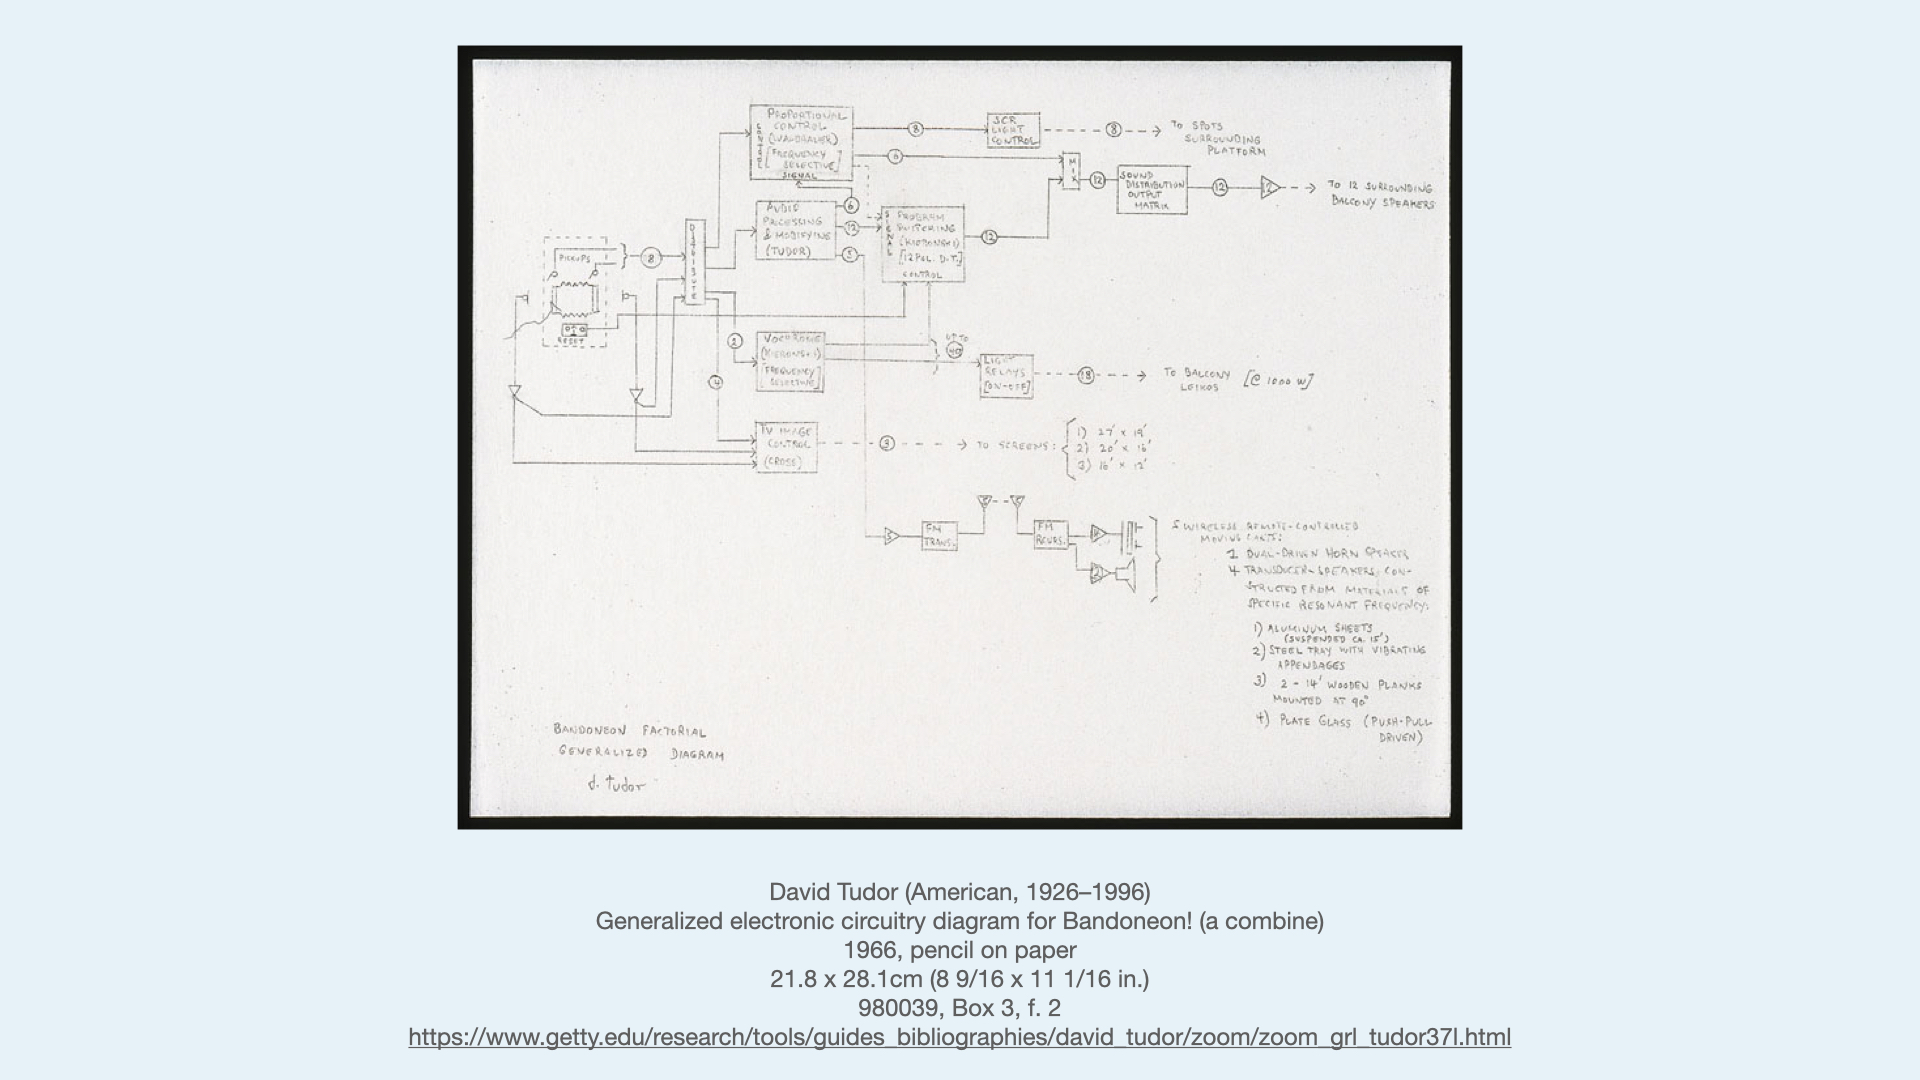 PROPORTIONAL
CONTROL
CONTROL
[FREQUENCY
SELECTIVE]
SIGNAL
8
SCR
LIGHT
CONTROL
8
TO SPOTS
SURROUNDING
PLATFORM
6
MIX
12
SOUND
DISTRIBUTION
OUTPUT
MATRIX
12
12
TO 12 SURROUNDING
BALCONY SPEAKERS
AUDIO
PROCESSING
& MODIFYING
(TUDOR)
6
12
5
SIGNAL
PROGRAM
SWITCHING
[12 POL. D.T.]
CONTROL
12
DISTRIBUTE
PICKUPS
8
RESET
2
4
VOCHROME
[FREQUENCY
SELECTIVE]
UP TO
40
LIGHT
RELAYS
[ON-OFF]
18
TO BALCONY
LEIKOS [@ 1000 W]
TV IMAGE
CONTROL
(CROSS)
3
TO SCREENS:
1) 27' x 19'
2) 20' x 16'
3) 16' x 12'
5
FM
TRANS.
FM
RCVRS.
5 WIRELESS REMOTE-CONTROLLED
MOVING CARTS:
1 DUAL-DRIVEN HORN SPEAKER
4 TRANSDUCER-SPEAKERS, CON-
STRUCTED FROM MATERIALS OF
SPECIFIC RESONANT FREQUENCY:
1) ALUMINUM SHEETS
(SUSPENDED CA. 15')
2) STEEL TRAY WITH VIBRATING
APPENDAGES
3) 2 - 14' WOODEN PLANKS
MOUNTED AT 90°
4) PLATE GLASS (PUSH-PULL
DRIVEN)
BANDONEON FACTORIAL
GENERALIZED DIAGRAM
d. tudor
David Tudor (American, 1926–1996)
Generalized electronic circuitry diagram for Bandoneon! (a combine)
1966, pencil on paper
21.8 x 28.1cm (8 9/16 x 11 1/16 in.)
980039, Box 3, f. 2
https://www.getty.edu/research/tools/guides_bibliographies/david_tudor/zoom/zoom_grl_tudor37l.html